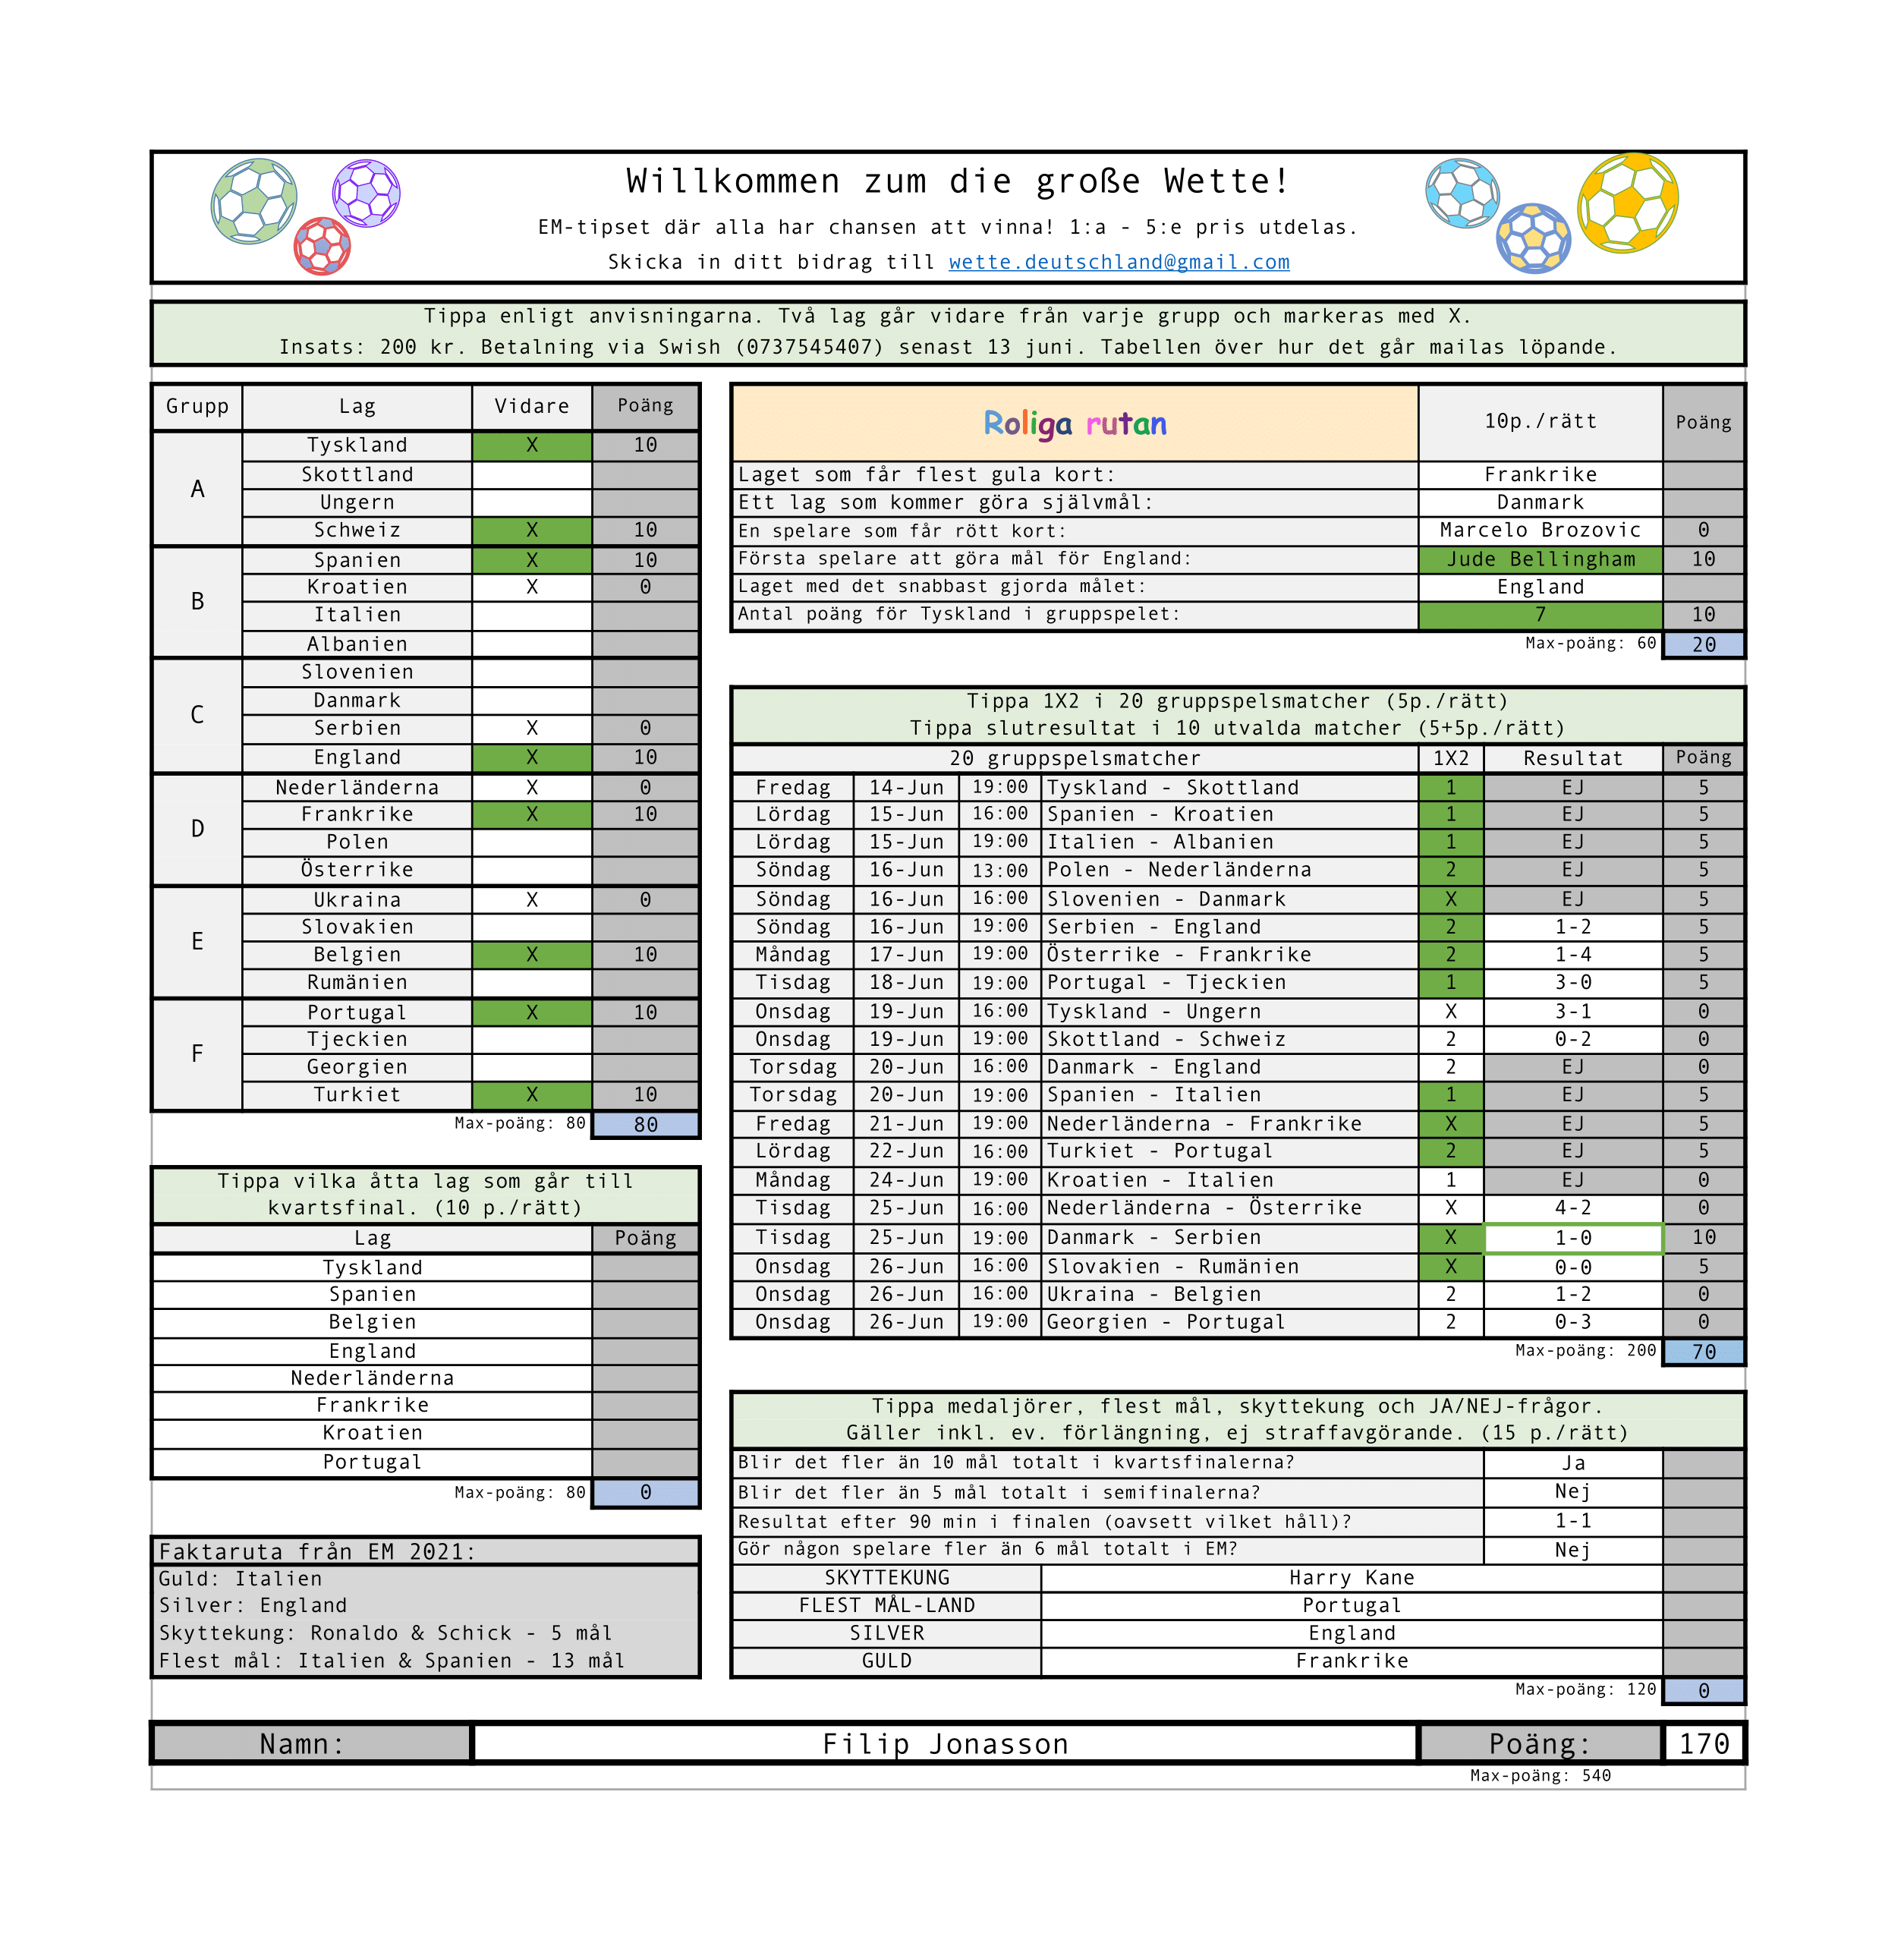 Willkommen zum die große Wette!
EM-tipset där alla har chansen att vinna! 1:a - 5:e pris utdelas.
Skicka in ditt bidrag till wette.deutschland@gmail.com
Tippa enligt anvisningarna. Två lag går vidare från varje grupp och markeras med X.
Insats: 200 kr. Betalning via Swish (0737545407) senast 13 juni. Tabellen över hur det går mailas löpande.
Grupp Lag Vidare Poäng
A
Tyskland X 10
Skottland
Ungern
Schweiz X 10
B
Spanien X 10
Kroatien X 0
Italien
Albanien
C
Slovenien
Danmark
Serbien X 0
England X 10
D
Nederländerna X 0
Frankrike X 10
Polen
Österrike
E
Ukraina X 0
Slovakien
Belgien X 10
Rumänien
F
Portugal X 10
Tjeckien
Georgien
Turkiet X 10
Max-poäng: 80 80
Tippa vilka åtta lag som går till
kvartsfinal. (10 p./rätt)
Lag Poäng
Tyskland
Spanien
Belgien
England
Nederländerna
Frankrike
Kroatien
Portugal
Max-poäng: 80 0
Faktaruta från EM 2021:
Guld: Italien
Silver: England
Skyttekung: Ronaldo & Schick - 5 mål
Flest mål: Italien & Spanien - 13 mål
Roliga rutan 10p./rätt Poäng
Laget som får flest gula kort: Frankrike
Ett lag som kommer göra självmål: Danmark
En spelare som får rött kort: Marcelo Brozovic 0
Första spelare att göra mål för England: Jude Bellingham 10
Laget med det snabbast gjorda målet: England
Antal poäng för Tyskland i gruppspelet: 7 10
Max-poäng: 60 20
Tippa 1X2 i 20 gruppspelsmatcher (5p./rätt)
Tippa slutresultat i 10 utvalda matcher (5+5p./rätt)
20 gruppspelsmatcher 1X2 Resultat Poäng
Fredag 14-Jun 19:00 Tyskland - Skottland 1 EJ 5
Lördag 15-Jun 16:00 Spanien - Kroatien 1 EJ 5
Lördag 15-Jun 19:00 Italien - Albanien 1 EJ 5
Söndag 16-Jun 13:00 Polen - Nederländerna 2 EJ 5
Söndag 16-Jun 16:00 Slovenien - Danmark X EJ 5
Söndag 16-Jun 19:00 Serbien - England 2 1-2 5
Måndag 17-Jun 19:00 Österrike - Frankrike 2 1-4 5
Tisdag 18-Jun 19:00 Portugal - Tjeckien 1 3-0 5
Onsdag 19-Jun 16:00 Tyskland - Ungern X 3-1 0
Onsdag 19-Jun 19:00 Skottland - Schweiz 2 0-2 0
Torsdag 20-Jun 16:00 Danmark - England 2 EJ 0
Torsdag 20-Jun 19:00 Spanien - Italien 1 EJ 5
Fredag 21-Jun 19:00 Nederländerna - Frankrike X EJ 5
Lördag 22-Jun 16:00 Turkiet - Portugal 2 EJ 5
Måndag 24-Jun 19:00 Kroatien - Italien 1 EJ 0
Tisdag 25-Jun 16:00 Nederländerna - Österrike X 4-2 0
Tisdag 25-Jun 19:00 Danmark - Serbien X 1-0 10
Onsdag 26-Jun 16:00 Slovakien - Rumänien X 0-0 5
Onsdag 26-Jun 16:00 Ukraina - Belgien 2 1-2 0
Onsdag 26-Jun 19:00 Georgien - Portugal 2 0-3 0
Max-poäng: 200 70
Tippa medaljörer, flest mål, skyttekung och JA/NEJ-frågor.
Gäller inkl. ev. förlängning, ej straffavgörande. (15 p./rätt)
Blir det fler än 10 mål totalt i kvartsfinalerna? Ja
Blir det fler än 5 mål totalt i semifinalerna? Nej
Resultat efter 90 min i finalen (oavsett vilket håll)? 1-1
Gör någon spelare fler än 6 mål totalt i EM? Nej
SKYTTEKUNG Harry Kane
FLEST MÅL-LAND Portugal
SILVER England
GULD Frankrike
Max-poäng: 120 0
Namn: Filip Jonasson Poäng: 170
Max-poäng: 540